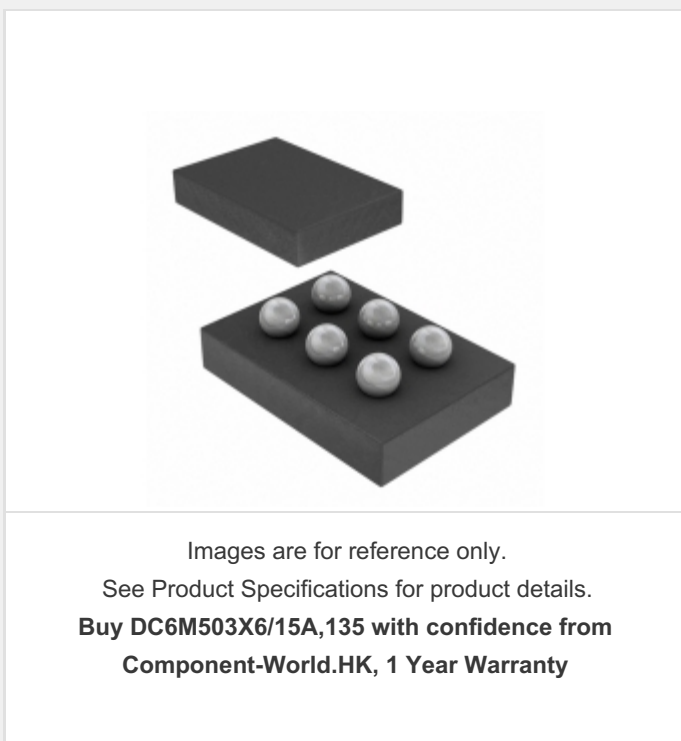 Images are for reference only.
See Product Specifications for product details.
Buy DC6M503X6/15A,135 with confidence from
Component-World.HK, 1 Year Warranty